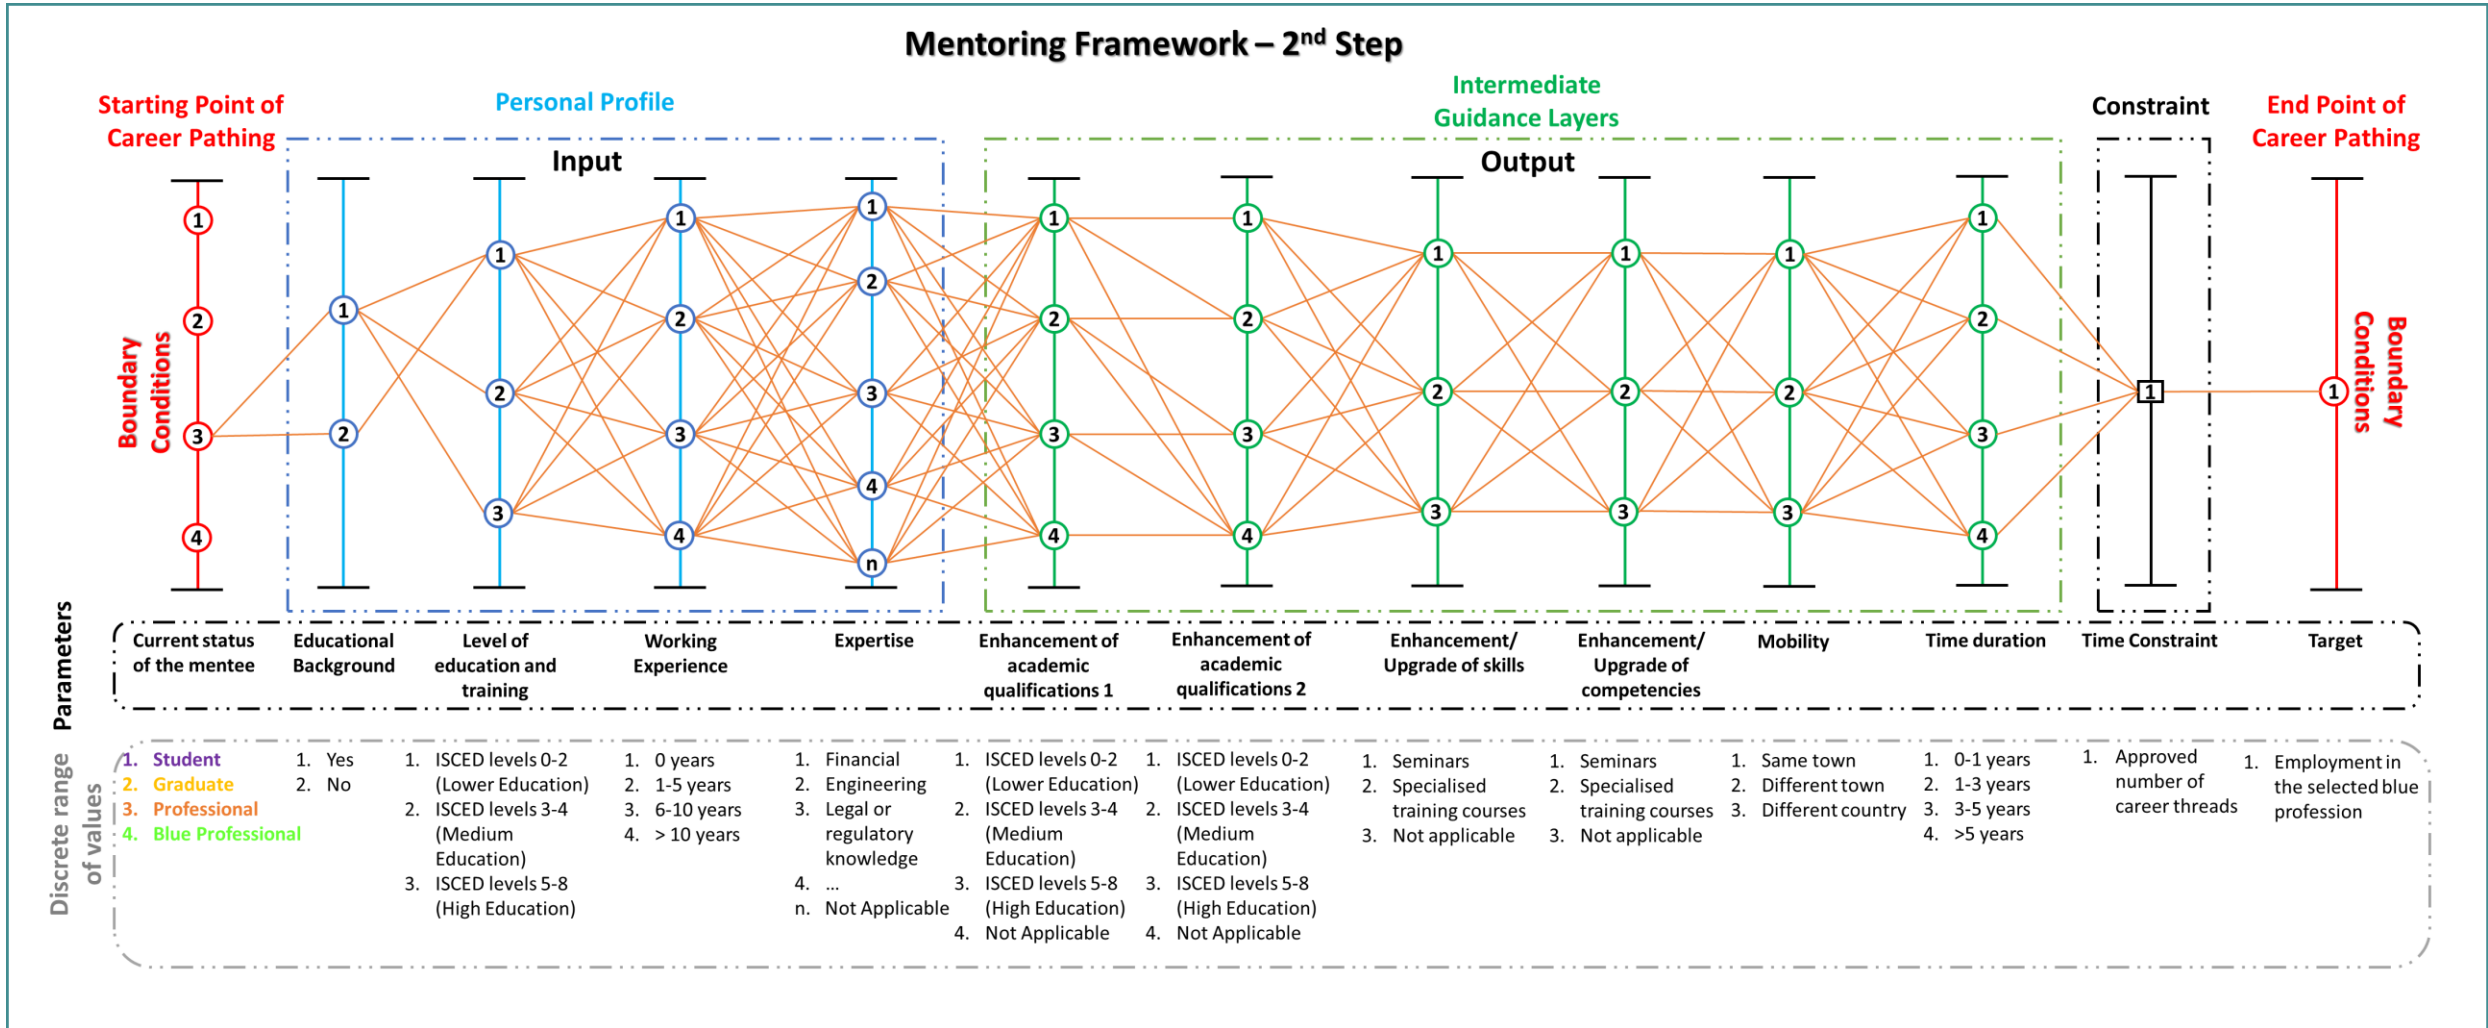 Mentoring Framework – 2nd Step
Starting Point of
Career Pathing
Personal Profile
Intermediate
Guidance Layers
Constraint
End Point of
Career Pathing
Input
Output
Boundary
Conditions
1
2
3
4
1
2
1
2
3
1
2
3
4
1
2
3
4
n
1
2
3
4
1
2
3
4
1
2
3
1
2
3
1
2
3
1
2
3
4
1
1
Boundary
Conditions
Parameters
Current status
of the mentee
Educational
Background
Level of
education and
training
Working
Experience
Expertise
Enhancement of
academic
qualifications 1
Enhancement of
academic
qualifications 2
Enhancement/
Upgrade of skills
Enhancement/
Upgrade of
competencies
Mobility
Time duration
Time Constraint
Target
Discrete range
of values
1. Student
2. Graduate
3. Professional
4. Blue Professional
1. Yes
2. No
1. ISCED levels 0-2
(Lower Education)
2. ISCED levels 3-4
(Medium
Education)
3. ISCED levels 5-8
(High Education)
1. 0 years
2. 1-5 years
3. 6-10 years
4. > 10 years
1. Financial
2. Engineering
3. Legal or
regulatory
knowledge
4. ...
n. Not Applicable
1. ISCED levels 0-2
(Lower Education)
2. ISCED levels 3-4
(Medium
Education)
3. ISCED levels 5-8
(High Education)
4. Not Applicable
1. ISCED levels 0-2
(Lower Education)
2. ISCED levels 3-4
(Medium
Education)
3. ISCED levels 5-8
(High Education)
4. Not Applicable
1. Seminars
2. Specialised
training courses
3. Not applicable
1. Seminars
2. Specialised
training courses
3. Not applicable
1. Same town
2. Different town
3. Different country
1. 0-1 years
2. 1-3 years
3. 3-5 years
4. >5 years
1. Approved
number of
career threads
1. Employment in
the selected blue
profession